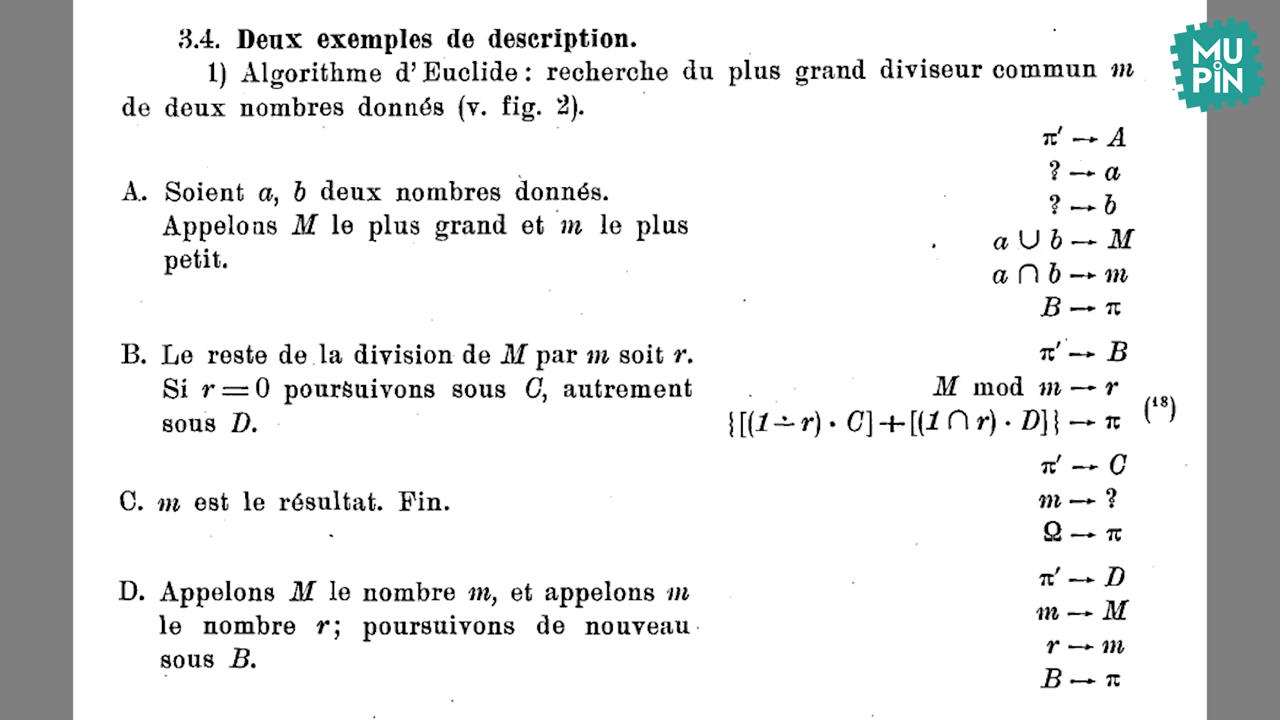 3.4. Deux exemples de description.
1) Algorithme d'Euclide : recherche du plus grand diviseur commun m
de deux nombres donnés (v. fig. 2).
π′ → A
? → a
A. Soient a, b deux nombres donnés.
? → b
Appelons M le plus grand et m le plus
a ∪ b → M
petit.
a ∩ b → m
B → π
B. Le reste de la division de M par m soit r.
π′ → B
Si r = 0 poursuivons sous C, autrement
M mod m → r
sous D.
{[(1 ∸ r) · C] + [(1 ∩ r) · D]} → π
(18)
π′ → C
C. m est le résultat. Fin.
m → ?
Ω → π
π′ → D
D. Appelons M le nombre m, et appelons m
m → M
le nombre r; poursuivons de nouveau
r → m
sous B.
B → π
MU
PIN